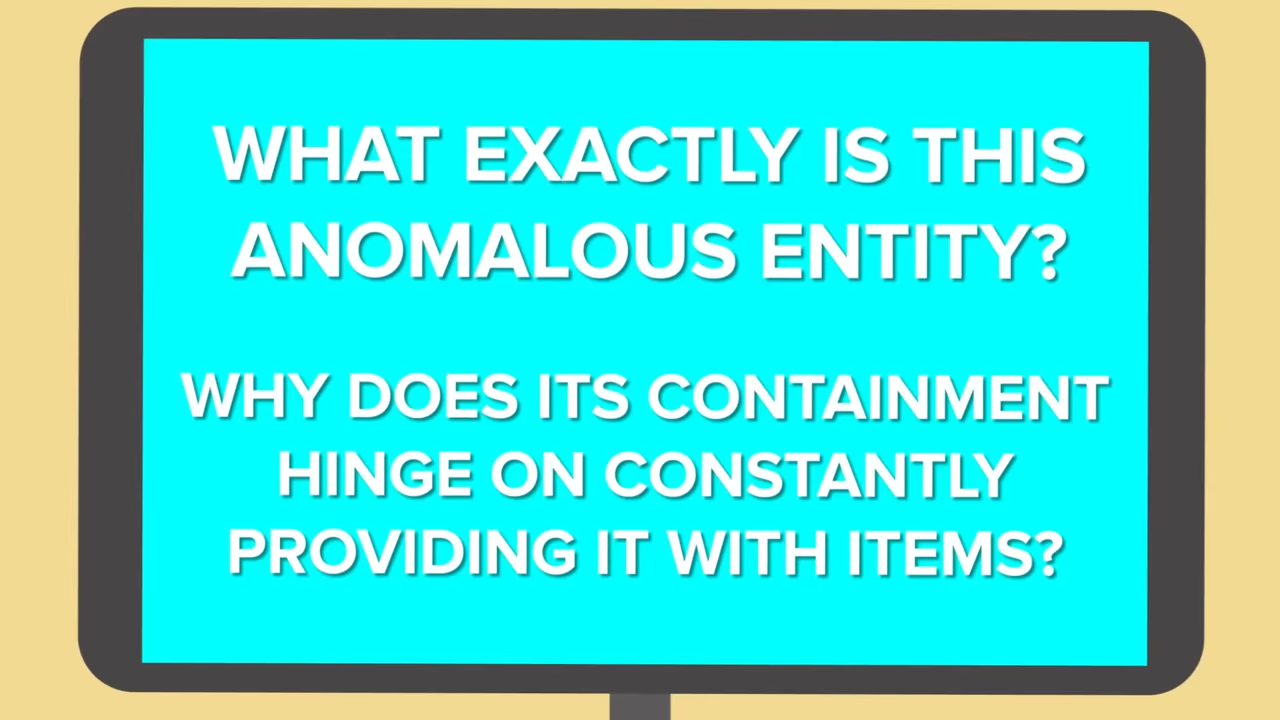 WHAT EXACTLY IS THIS
ANOMALOUS ENTITY?
WHY DOES ITS CONTAINMENT
HINGE ON CONSTANTLY
PROVIDING IT WITH ITEMS?